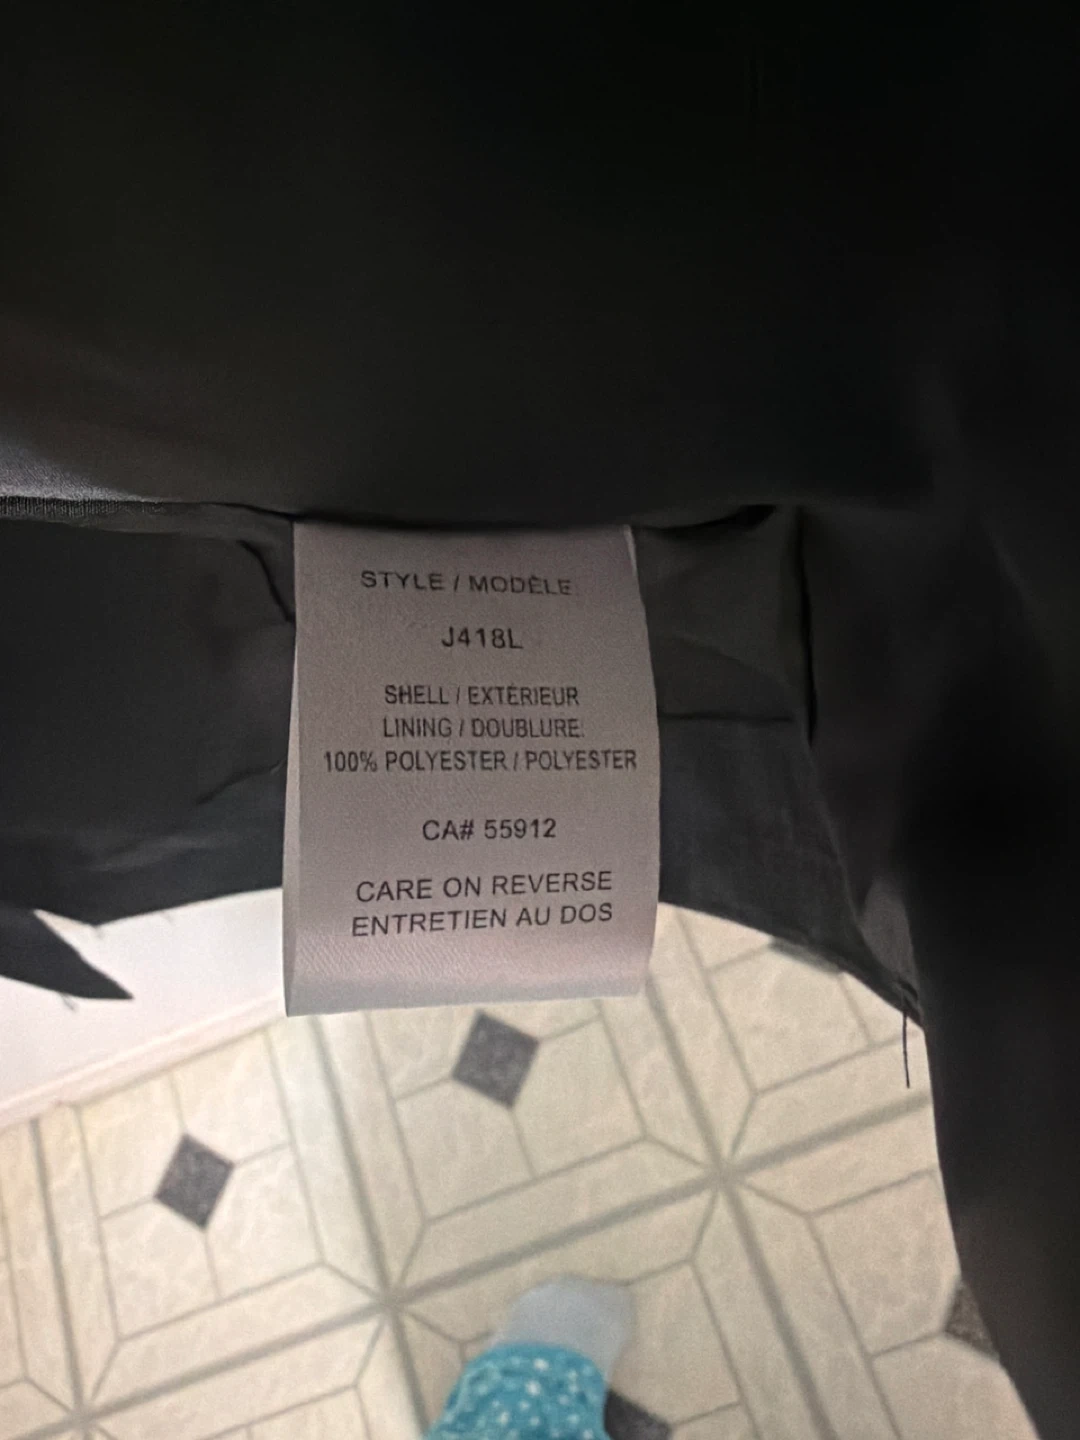 STYLE / MODÈLE
J418L
SHELL / EXTÉRIEUR
LINING / DOUBLURE:
100% POLYESTER / POLYESTER
CA# 55912
CARE ON REVERSE
ENTRETIEN AU DOS